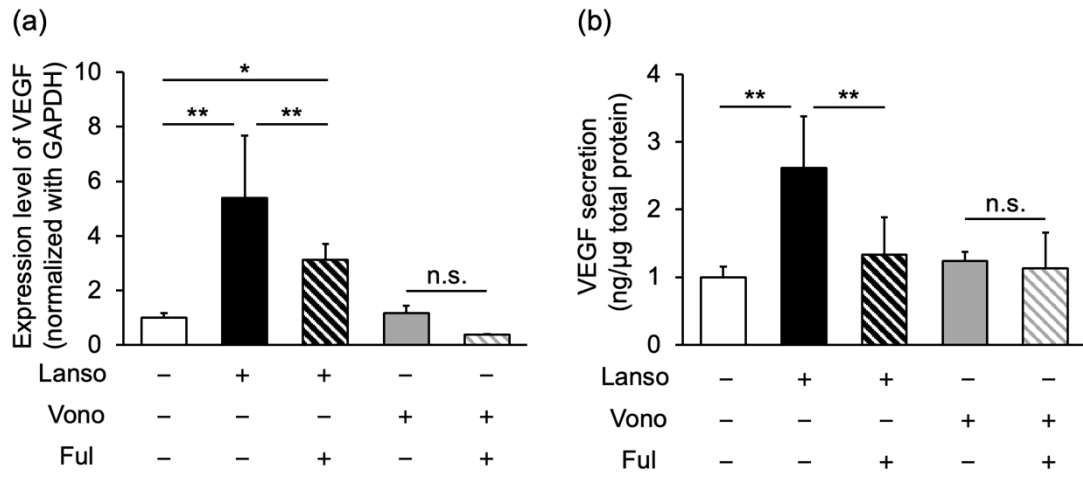 (a)
Expression level of VEGF
(normalized with GAPDH)
10
8
6
4
2
0
*
** **
n.s.
Lanso – + + – –
Vono – – – + +
Ful – – + – +
(b)
VEGF secretion
(ng/µg total protein)
4
3
2
1
0
** **
n.s.
Lanso – + + – –
Vono – – – + +
Ful – – + – +